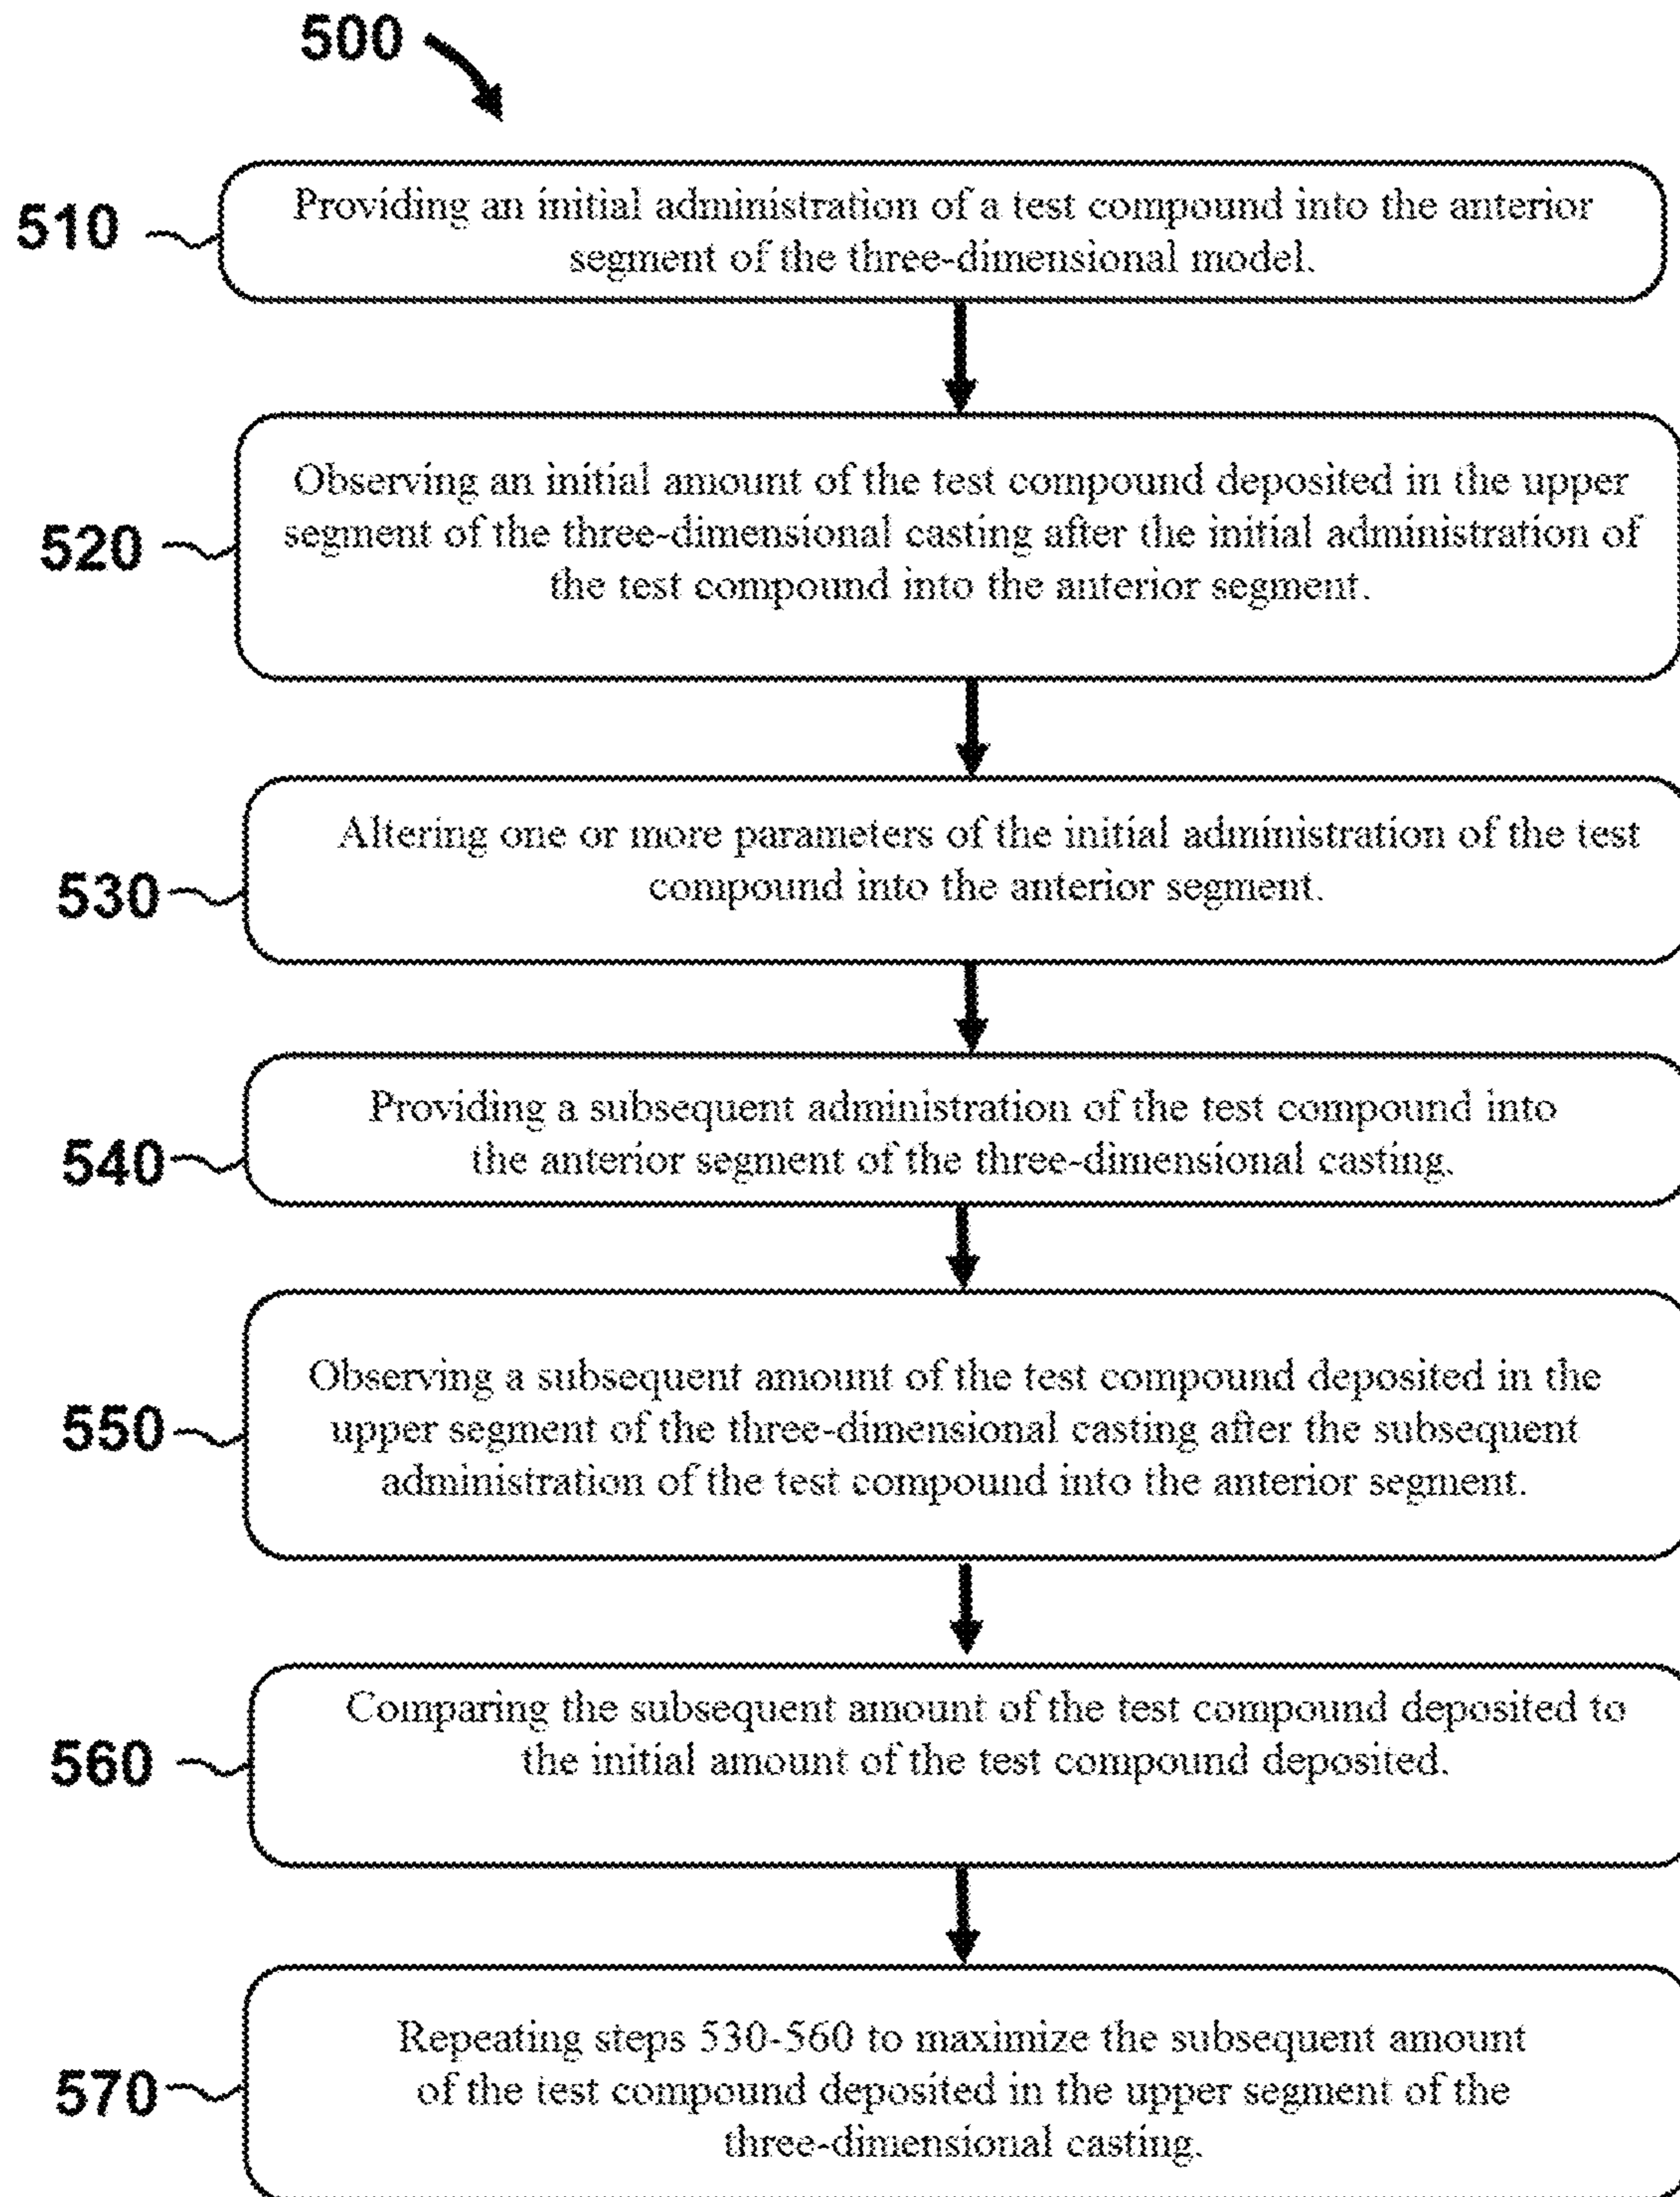 500
510
Providing an initial administration of a test compound into the anterior
segment of the three-dimensional model.
520
Observing an initial amount of the test compound deposited in the upper
segment of the three-dimensional casting after the initial administration of
the test compound into the anterior segment.
530
Altering one or more parameters of the initial administration of the test
compound into the anterior segment.
540
Providing a subsequent administration of the test compound into
the anterior segment of the three-dimensional casting.
550
Observing a subsequent amount of the test compound deposited in the
upper segment of the three-dimensional casting after the subsequent
administration of the test compound into the anterior segment.
560
Comparing the subsequent amount of the test compound deposited to
the initial amount of the test compound deposited.
570
Repeating steps 530-560 to maximize the subsequent amount
of the test compound deposited in the upper segment of the
three-dimensional casting.